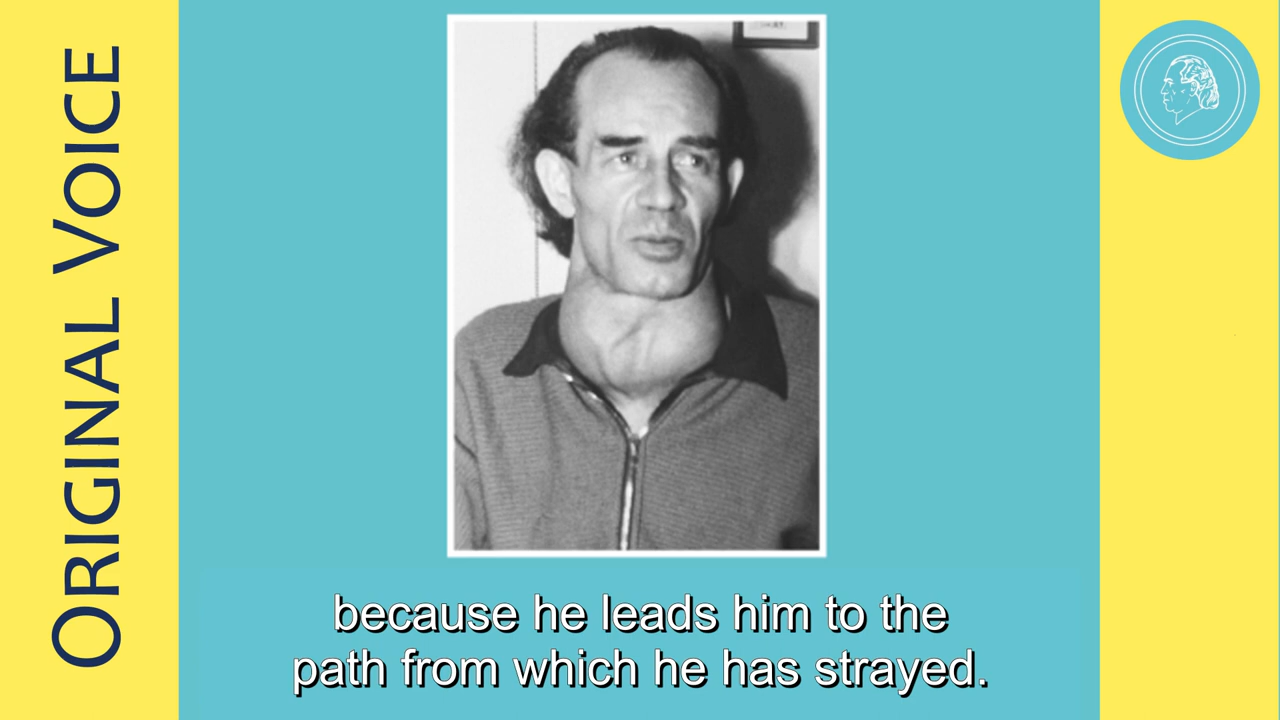 ORIGINAL VOICE
because he leads him to the
path from which he has strayed.